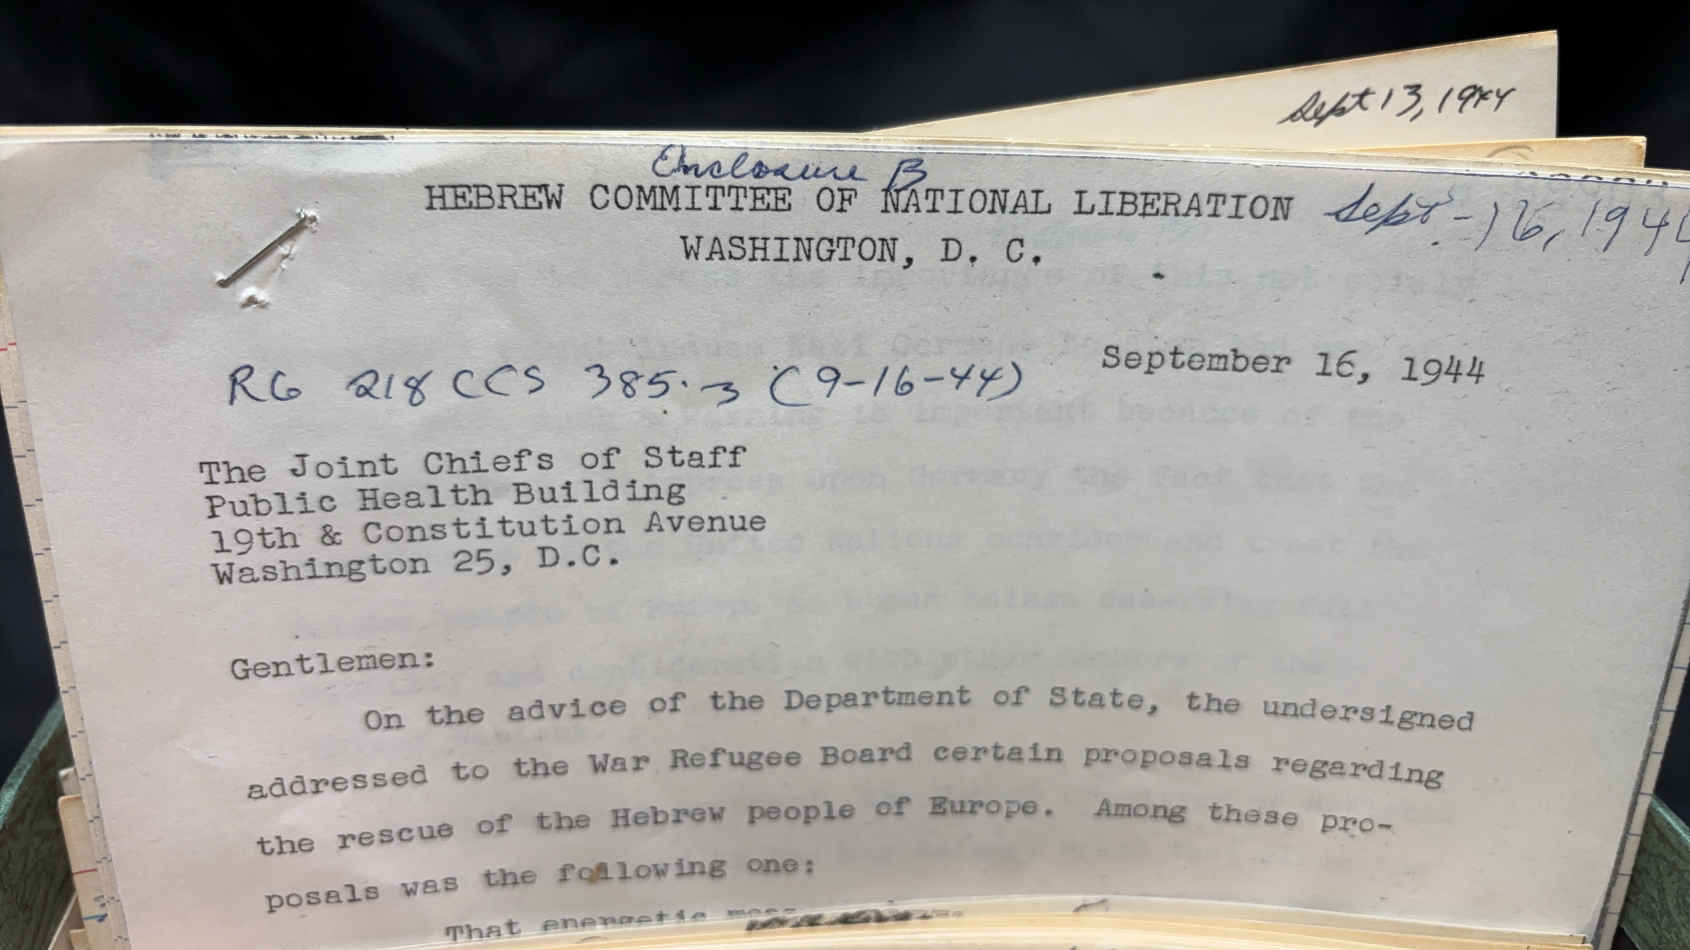 Sept 13, 1944
Enclosure B
HEBREW COMMITTEE OF NATIONAL LIBERATION Sept - 16, 1944
WASHINGTON, D. C.
September 16, 1944
RG 218 CCS 385.3 (9-16-44)
The Joint Chiefs of Staff
Public Health Building
19th & Constitution Avenue
Washington 25, D.C.
Gentlemen:
On the advice of the Department of State, the undersigned
addressed to the War Refugee Board certain proposals regarding
the rescue of the Hebrew people of Europe. Among these pro-
posals was the following one:
That energetic